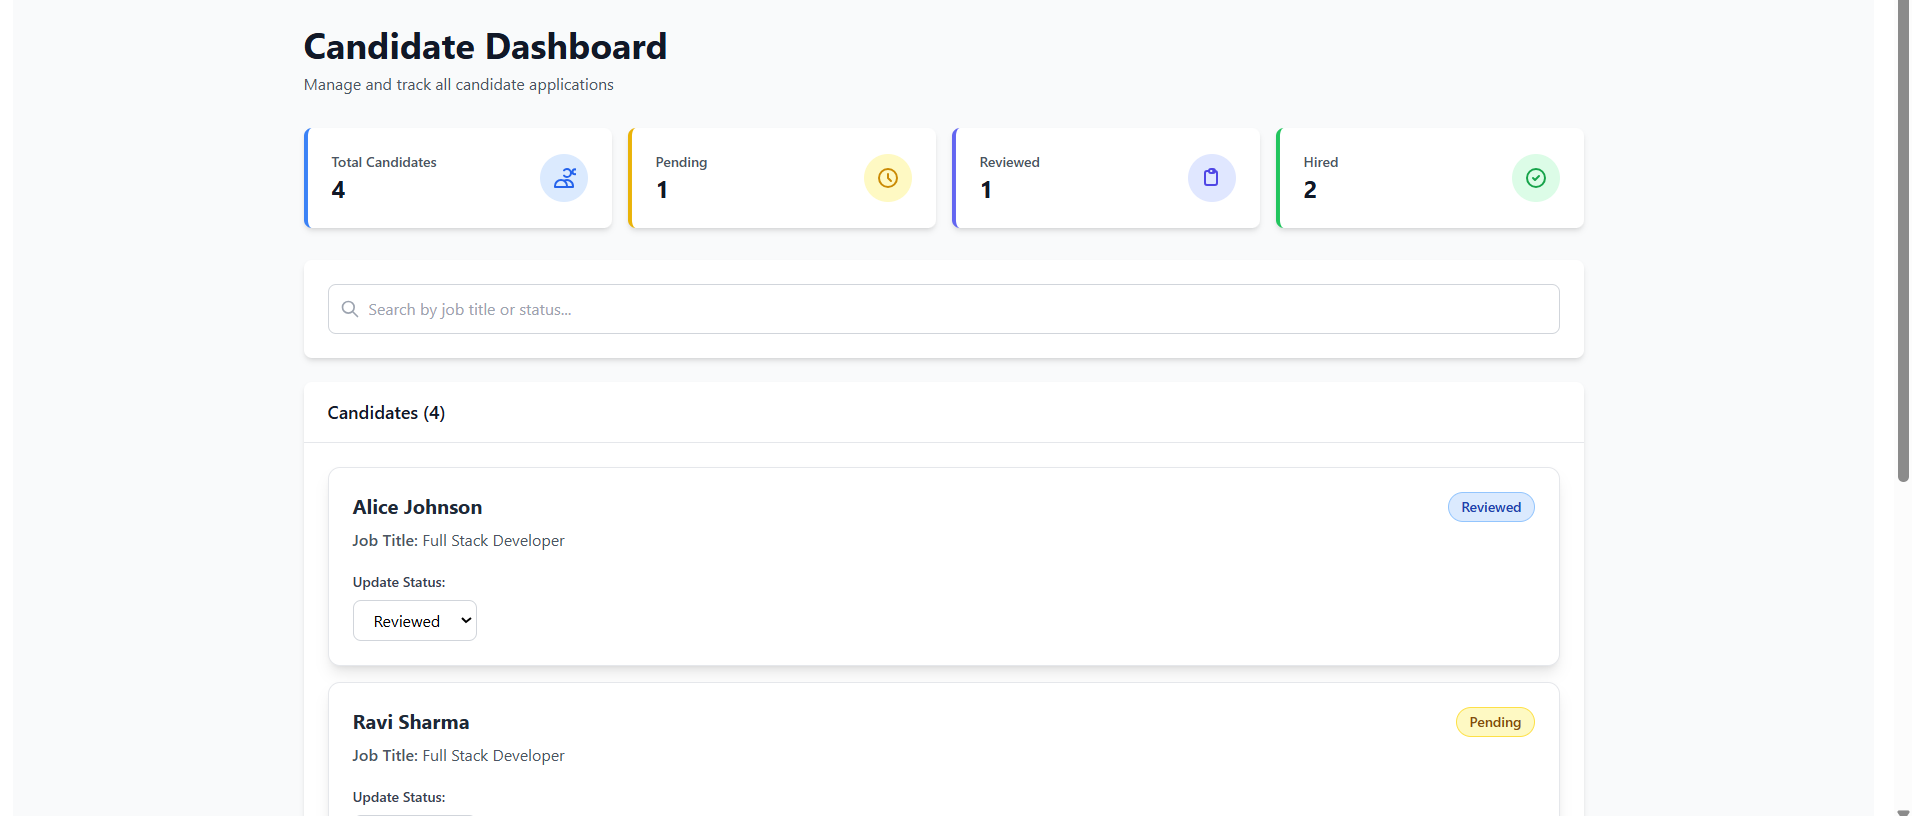 Candidate Dashboard
Manage and track all candidate applications
Total Candidates
4
Pending
1
Reviewed
1
Hired
2
Search by job title or status...
Candidates (4)
Alice Johnson
Reviewed
Job Title: Full Stack Developer
Update Status:
Reviewed
Ravi Sharma
Pending
Job Title: Full Stack Developer
Update Status: